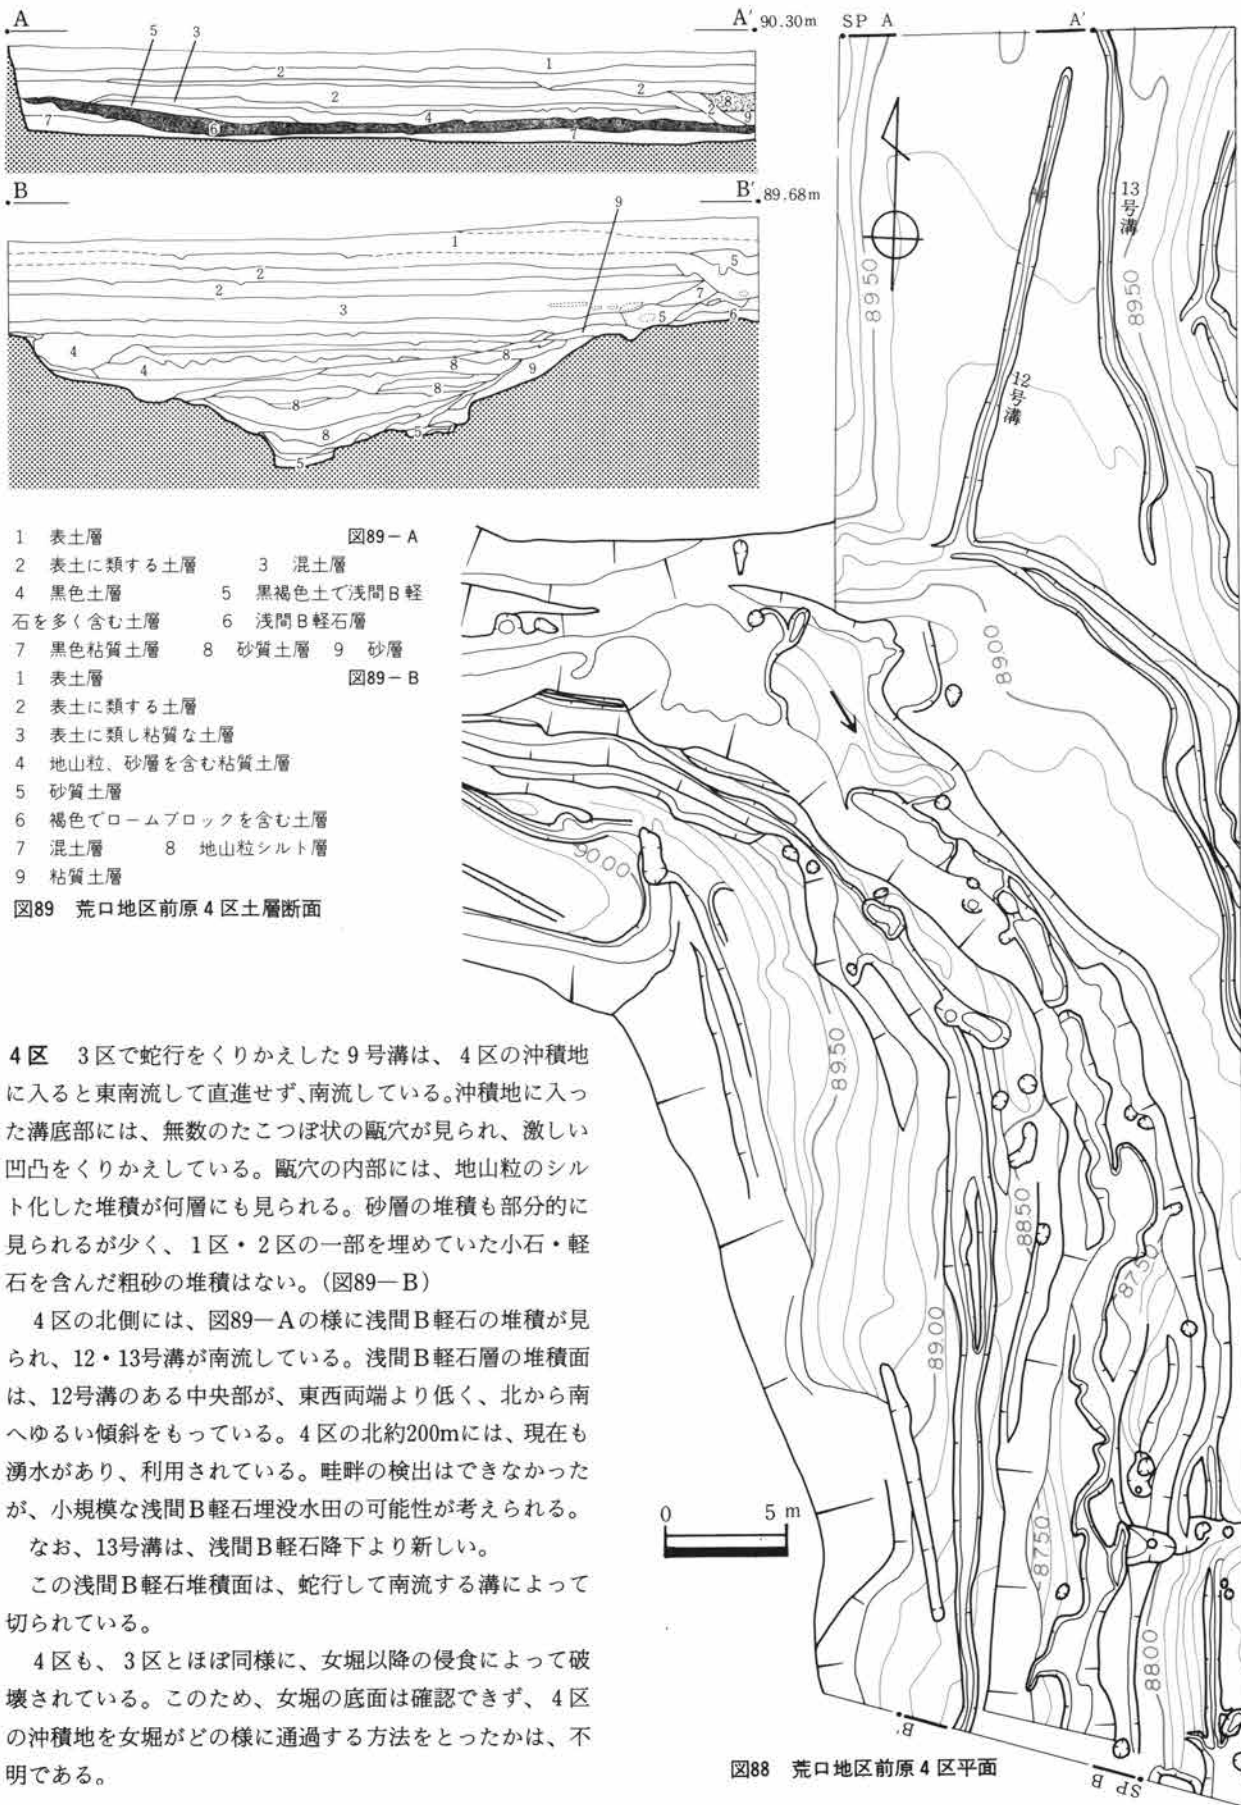 A
A′ 90.30m
5 3
1
2
2
2
8
2
9
4
7
6
7
B
B′ 89.68m
9
1
5
2
2
7
3
5
6
4
4
8
8
9
8
8
8
5
5
1 表土層 図89－A
2 表土に類する土層 3 混土層
4 黒色土層 5 黒褐色土で浅間B軽
石を多く含む土層 6 浅間B軽石層
7 黒色粘質土層 8 砂質土層 9 砂層
1 表土層 図89－B
2 表土に類する土層
3 表土に類し粘質な土層
4 地山粒、砂層を含む粘質土層
5 砂質土層
6 褐色でロームブロックを含む土層
7 混土層 8 地山粒シルト層
9 粘質土層
図89 荒口地区前原4区土層断面
4区 3区で蛇行をくりかえした9号溝は、4区の沖積地
に入ると東南流して直進せず、南流している。沖積地に入っ
た溝底部には、無数のたこつぼ状の甌穴が見られ、激しい
凹凸をくりかえしている。甌穴の内部には、地山粒のシル
ト化した堆積が何層にも見られる。砂層の堆積も部分的に
見られるが少く、1区・2区の一部を埋めていた小石・軽
石を含んだ粗砂の堆積はない。(図89－B)
4区の北側には、図89－Aの様に浅間B軽石の堆積が見
られ、12・13号溝が南流している。浅間B軽石層の堆積面
は、12号溝のある中央部が、東西両端より低く、北から南
へゆるい傾斜をもっている。4区の北約200mには、現在も
湧水があり、利用されている。畦畔の検出はできなかった
が、小規模な浅間B軽石埋没水田の可能性が考えられる。
なお、13号溝は、浅間B軽石降下より新しい。
この浅間B軽石堆積面は、蛇行して南流する溝によって
切られている。
4区も、3区とほぼ同様に、女堀以降の侵食によって破
壊されている。このため、女堀の底面は確認できず、4区
の沖積地を女堀がどの様に通過する方法をとったかは、不
明である。
SP A A′
8950
13号溝
8950
12号溝
8900
9000
8950
8850
8750
8900
8750
8800
0 5 m
B′
SP B
図88 荒口地区前原4区平面